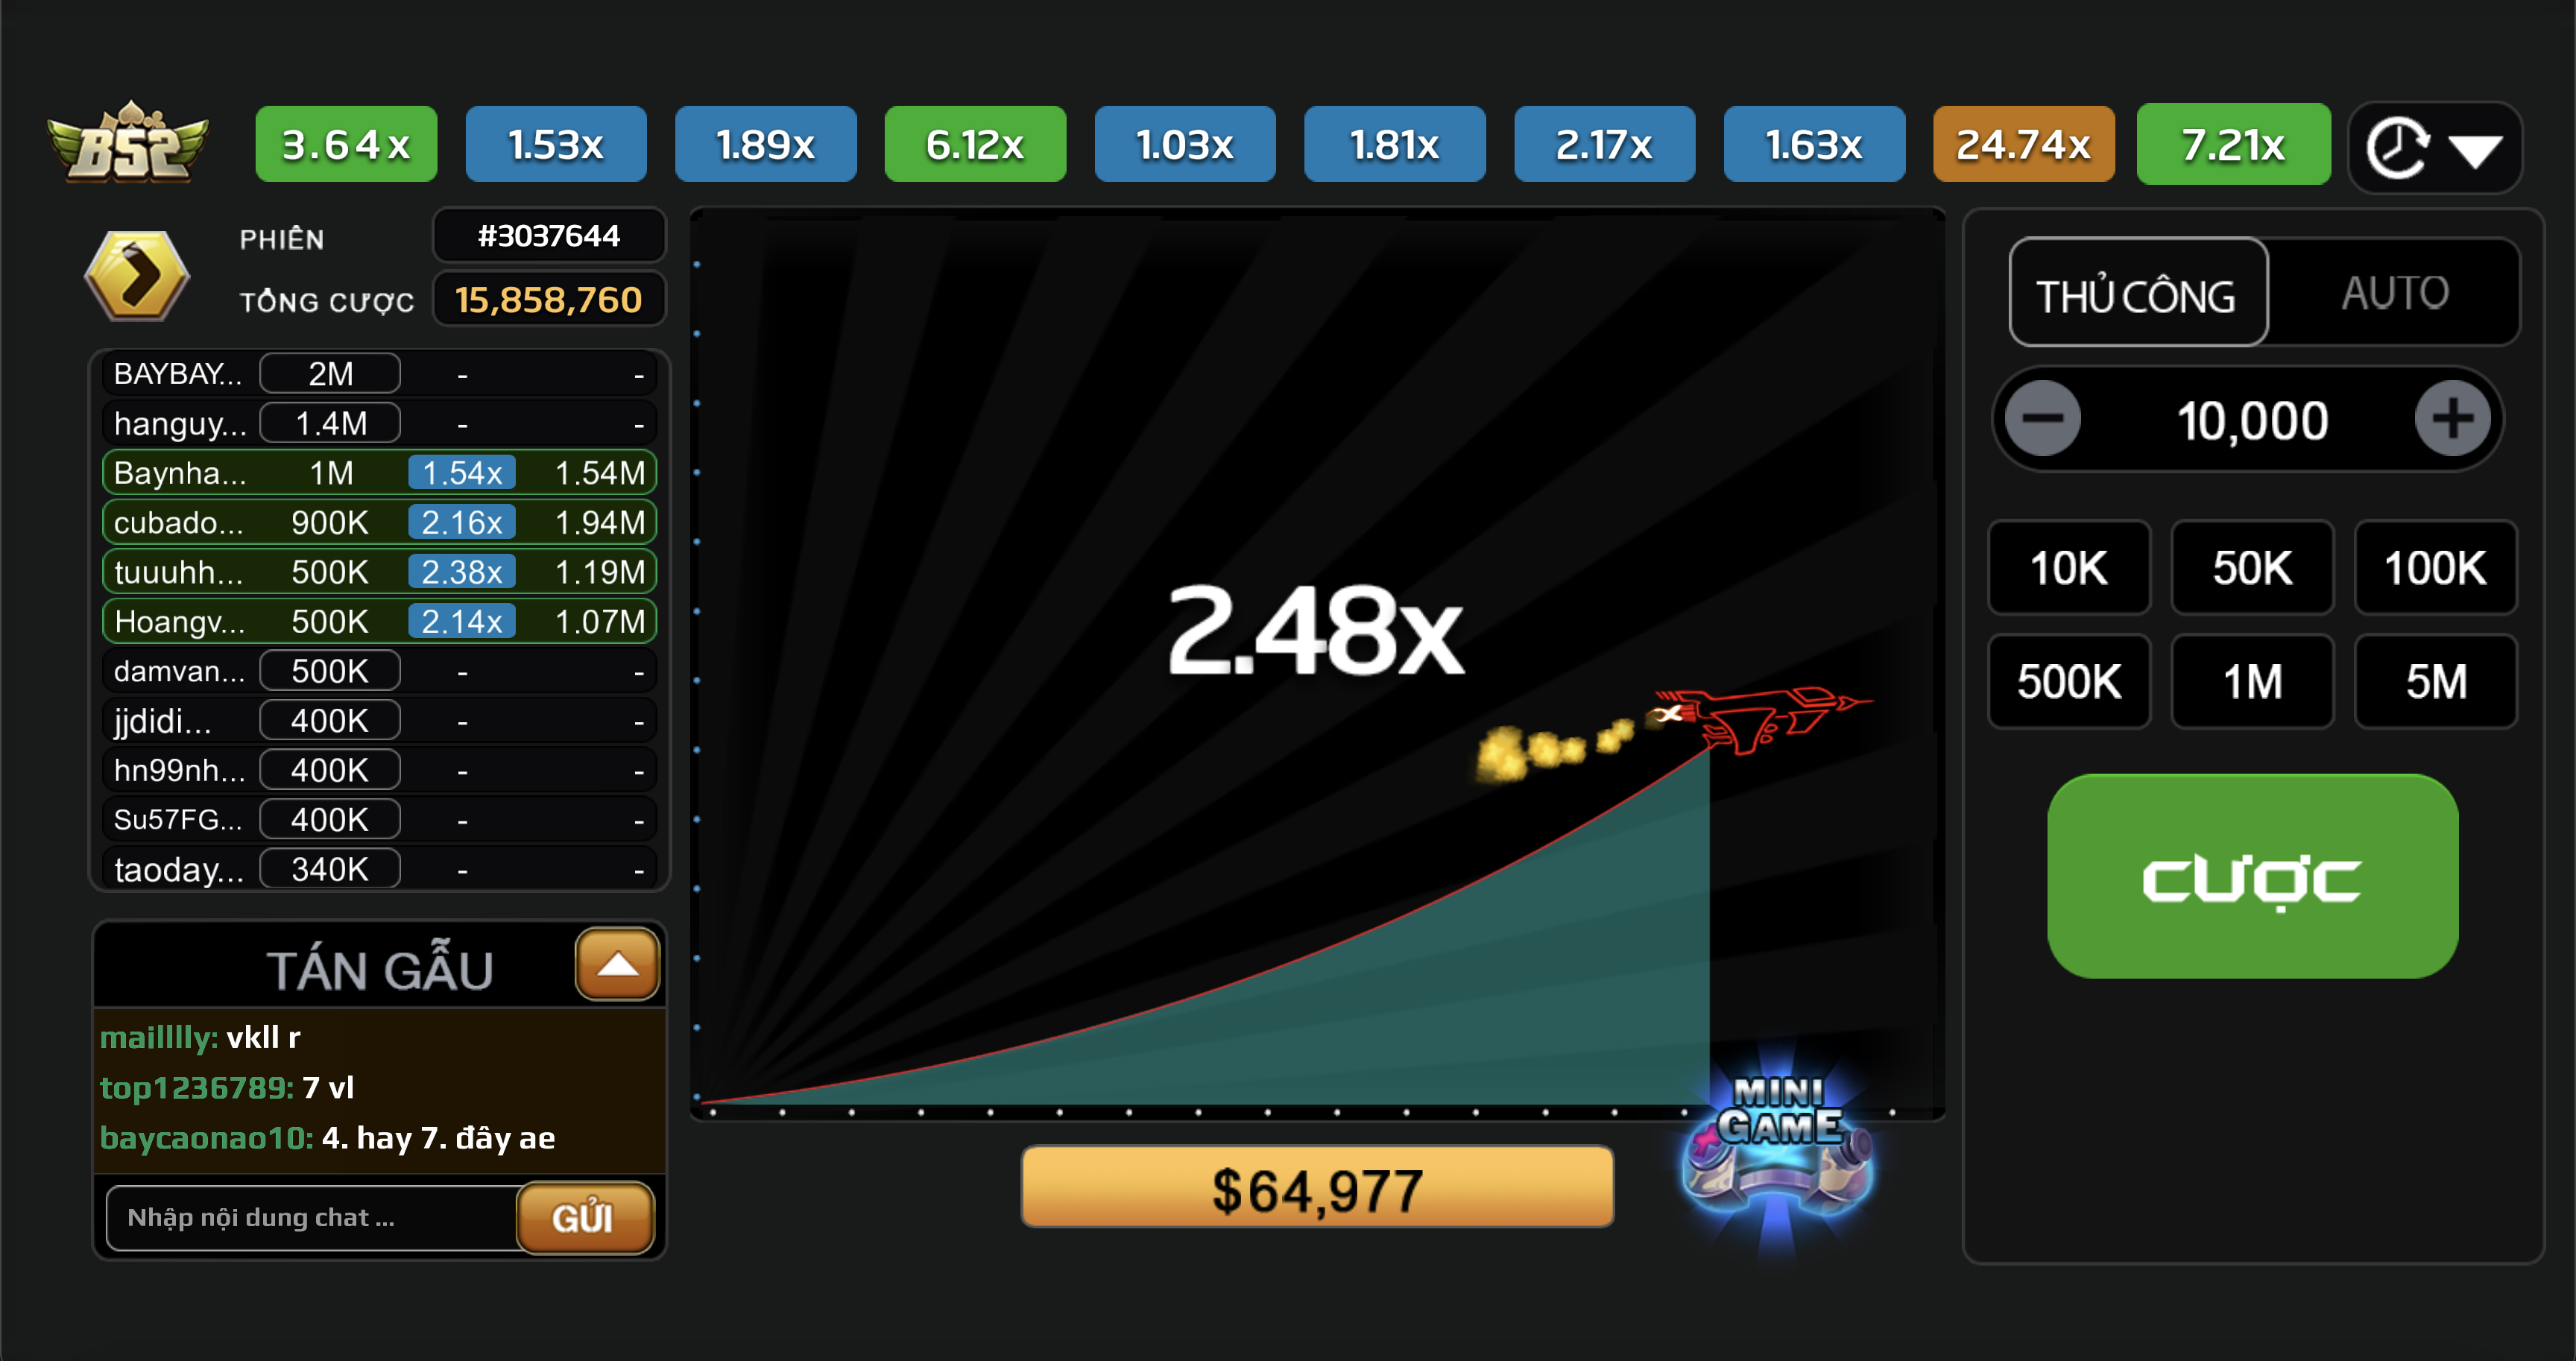 B52
3.64x 1.53x 1.89x 6.12x 1.03x 1.81x 2.17x 1.63x 24.74x 7.21x
PHIÊN #3037644
TỔNG CƯỢC 15,858,760
BAYBAY... 2M - -
hanguy... 1.4M - -
Baynha... 1M 1.54x 1.54M
cubado... 900K 2.16x 1.94M
tuuuhh... 500K 2.38x 1.19M
Hoangv... 500K 2.14x 1.07M
damvan... 500K - -
jjdidi... 400K - -
hn99nh... 400K - -
Su57FG... 400K - -
taoday... 340K - -
TÁN GẪU
mailllly: vkll r
top1236789: 7 vl
baycaonao10: 4. hay 7. đây ae
Nhập nội dung chat ...
GỬI
2.48x
$64,977
MINI
GAME
THỦ CÔNG AUTO
10,000
10K 50K 100K
500K 1M 5M
CƯỢC